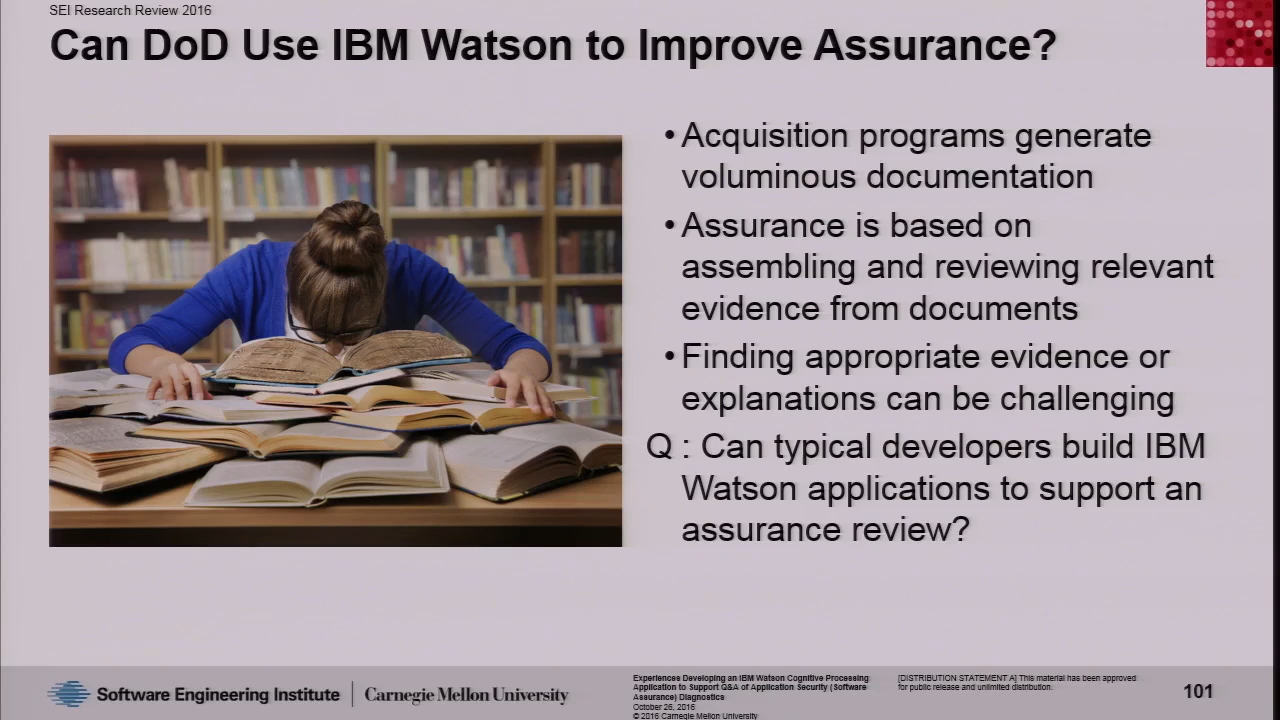 SEI Research Review 2016
Can DoD Use IBM Watson to Improve Assurance?
• Acquisition programs generate
voluminous documentation
• Assurance is based on
assembling and reviewing relevant
evidence from documents
• Finding appropriate evidence or
explanations can be challenging
Q : Can typical developers build IBM
Watson applications to support an
assurance review?
Software Engineering Institute | Carnegie Mellon University
Experiences Developing an IBM Watson Cognitive Processing
Application to Support Q&A of Application Security (Software
Assurance) Diagnostics
October 26, 2016
© 2016 Carnegie Mellon University
[DISTRIBUTION STATEMENT A] This material has been approved
for public release and unlimited distribution.
101